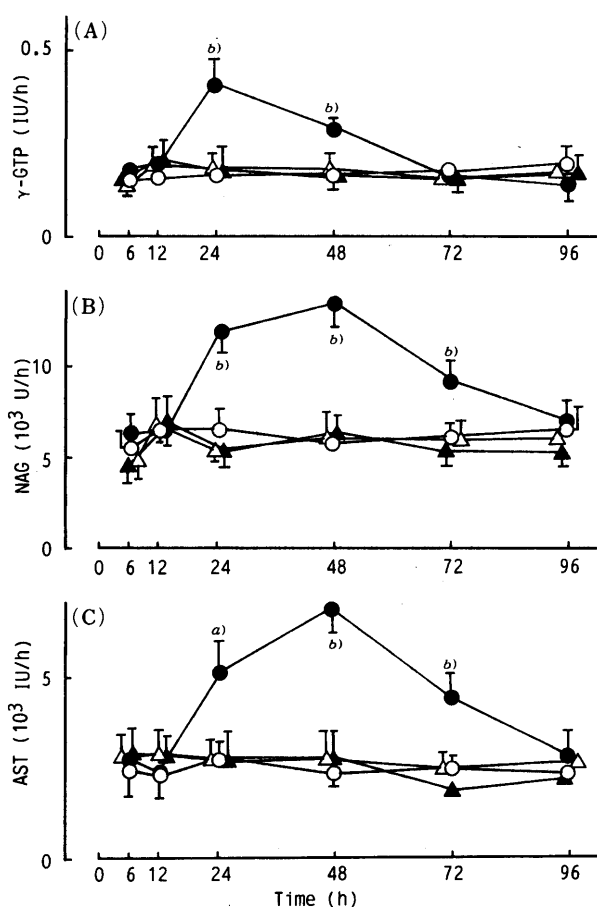 (A)
γ-GTP (IU/h)
0.5
0
b)
b)
0 6 12 24 48 72 96
(B)
NAG (10³ U/h)
10
5
0
b)
b)
b)
0 6 12 24 48 72 96
(C)
AST (10³ IU/h)
5
0
a)
b)
b)
0 6 12 24 48 72 96
Time (h)